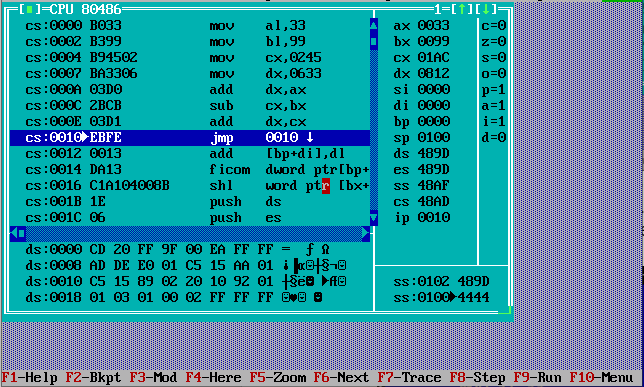 [■]=CPU 80486 1=[↑][↓]
cs:0000 B033 mov al,33 ax 0033 c=0
cs:0002 B399 mov bl,99 bx 0099 z=0
cs:0004 B94502 mov cx,0245 cx 01AC s=0
cs:0007 BA3306 mov dx,0633 dx 0812 o=0
cs:000A 03D0 add dx,ax si 0000 p=1
cs:000C 2BCB sub cx,bx di 0000 a=1
cs:000E 03D1 add dx,cx bp 0000 i=1
cs:0010►EBFE jmp 0010 ↓ sp 0100 d=0
cs:0012 0013 add [bp+di],dl ds 489D
cs:0014 DA13 ficom dword ptr[bp+ es 489D
cs:0016 C1A104008B shl word ptr [bx+ ss 48AF
cs:001B 1E push ds cs 48AD
cs:001C 06 push es ip 0010
ds:0000 CD 20 FF 9F 00 EA FF FF = ƒ Ω
ds:0008 AD DE E0 01 C5 15 AA 01 ¡▐α☺┼§¬☺
ds:0010 C5 15 89 02 20 10 92 01 ┼§ë☻ ►Æ☺
ds:0018 01 03 01 00 02 FF FF FF ☺♥☺ ☻
ss:0102 489D
ss:0100►4444
F1-Help F2-Bkpt F3-Mod F4-Here F5-Zoom F6-Next F7-Trace F8-Step F9-Run F10-Menu